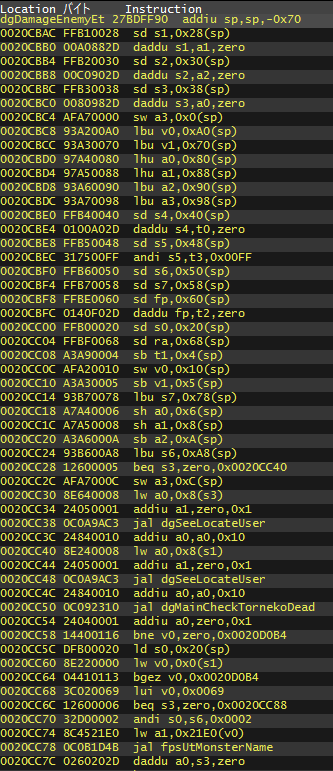 Location バイト Instruction
dgDamageEnemyEt 27BDFF90 addiu sp,sp,-0x70
0020CBAC FFB10028 sd s1,0x28(sp)
0020CBB0 00A0882D daddu s1,a1,zero
0020CBB4 FFB20030 sd s2,0x30(sp)
0020CBB8 00C0902D daddu s2,a2,zero
0020CBBC FFB30038 sd s3,0x38(sp)
0020CBC0 0080982D daddu s3,a0,zero
0020CBC4 AFA70000 sw a3,0x0(sp)
0020CBC8 93A200A0 lbu v0,0xA0(sp)
0020CBCC 93A30070 lbu v1,0x70(sp)
0020CBD0 97A40080 lhu a0,0x80(sp)
0020CBD4 97A50088 lhu a1,0x88(sp)
0020CBD8 93A60090 lbu a2,0x90(sp)
0020CBDC 93A70098 lbu a3,0x98(sp)
0020CBE0 FFB40040 sd s4,0x40(sp)
0020CBE4 0100A02D daddu s4,t0,zero
0020CBE8 FFB50048 sd s5,0x48(sp)
0020CBEC 317500FF andi s5,t3,0x00FF
0020CBF0 FFB60050 sd s6,0x50(sp)
0020CBF4 FFB70058 sd s7,0x58(sp)
0020CBF8 FFBE0060 sd fp,0x60(sp)
0020CBFC 0140F02D daddu fp,t2,zero
0020CC00 FFB00020 sd s0,0x20(sp)
0020CC04 FFBF0068 sd ra,0x68(sp)
0020CC08 A3A90004 sb t1,0x4(sp)
0020CC0C AFA20010 sw v0,0x10(sp)
0020CC10 A3A30005 sb v1,0x5(sp)
0020CC14 93B70078 lbu s7,0x78(sp)
0020CC18 A7A40006 sh a0,0x6(sp)
0020CC1C A7A50008 sh a1,0x8(sp)
0020CC20 A3A6000A sb a2,0xA(sp)
0020CC24 93B600A8 lbu s6,0xA8(sp)
0020CC28 12600005 beq s3,zero,0x0020CC40
0020CC2C AFA7000C sw a3,0xC(sp)
0020CC30 8E640008 lw a0,0x8(s3)
0020CC34 24050001 addiu a1,zero,0x1
0020CC38 0C0A9AC3 jal dgSeeLocateUser
0020CC3C 24840010 addiu a0,a0,0x10
0020CC40 8E240008 lw a0,0x8(s1)
0020CC44 24050001 addiu a1,zero,0x1
0020CC48 0C0A9AC3 jal dgSeeLocateUser
0020CC4C 24840010 addiu a0,a0,0x10
0020CC50 0C092310 jal dgMainCheckTornekoDead
0020CC54 24040001 addiu a0,zero,0x1
0020CC58 14400116 bne v0,zero,0x0020D0B4
0020CC5C DFB00020 ld s0,0x20(sp)
0020CC60 8E220000 lw v0,0x0(s1)
0020CC64 04410113 bgez v0,0x0020D0B4
0020CC68 3C020069 lui v0,0x0069
0020CC6C 12600006 beq s3,zero,0x0020CC88
0020CC70 32D00002 andi s0,s6,0x0002
0020CC74 8C4521E0 lw a1,0x21E0(v0)
0020CC78 0C0B1D4B jal fpsUtMonsterName
0020CC7C 0260202D daddu a0,s3,zero